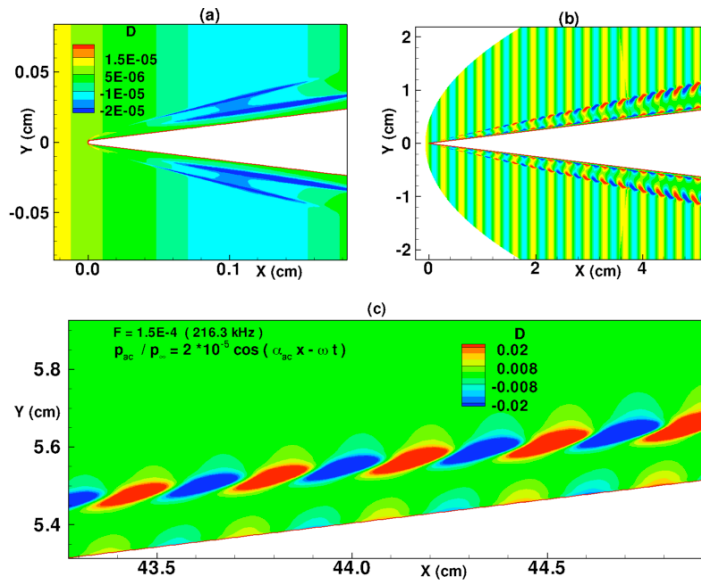 (a)
D
1.5E-05
5E-06
-1E-05
-2E-05
0.05
0
-0.05
Y (cm)
0.0
0.1
X (cm)
(b)
2
1
0
-1
-2
Y (cm)
0
2
4
X (cm)
(c)
F = 1.5E-4 ( 216.3 kHz )
p_ac / p_∞ = 2 *10^-5 cos ( α_ac x - ω t )
D
0.02
0.008
-0.008
-0.02
5.8
Y (cm)
5.6
5.4
43.5
44.0
44.5
X (cm)